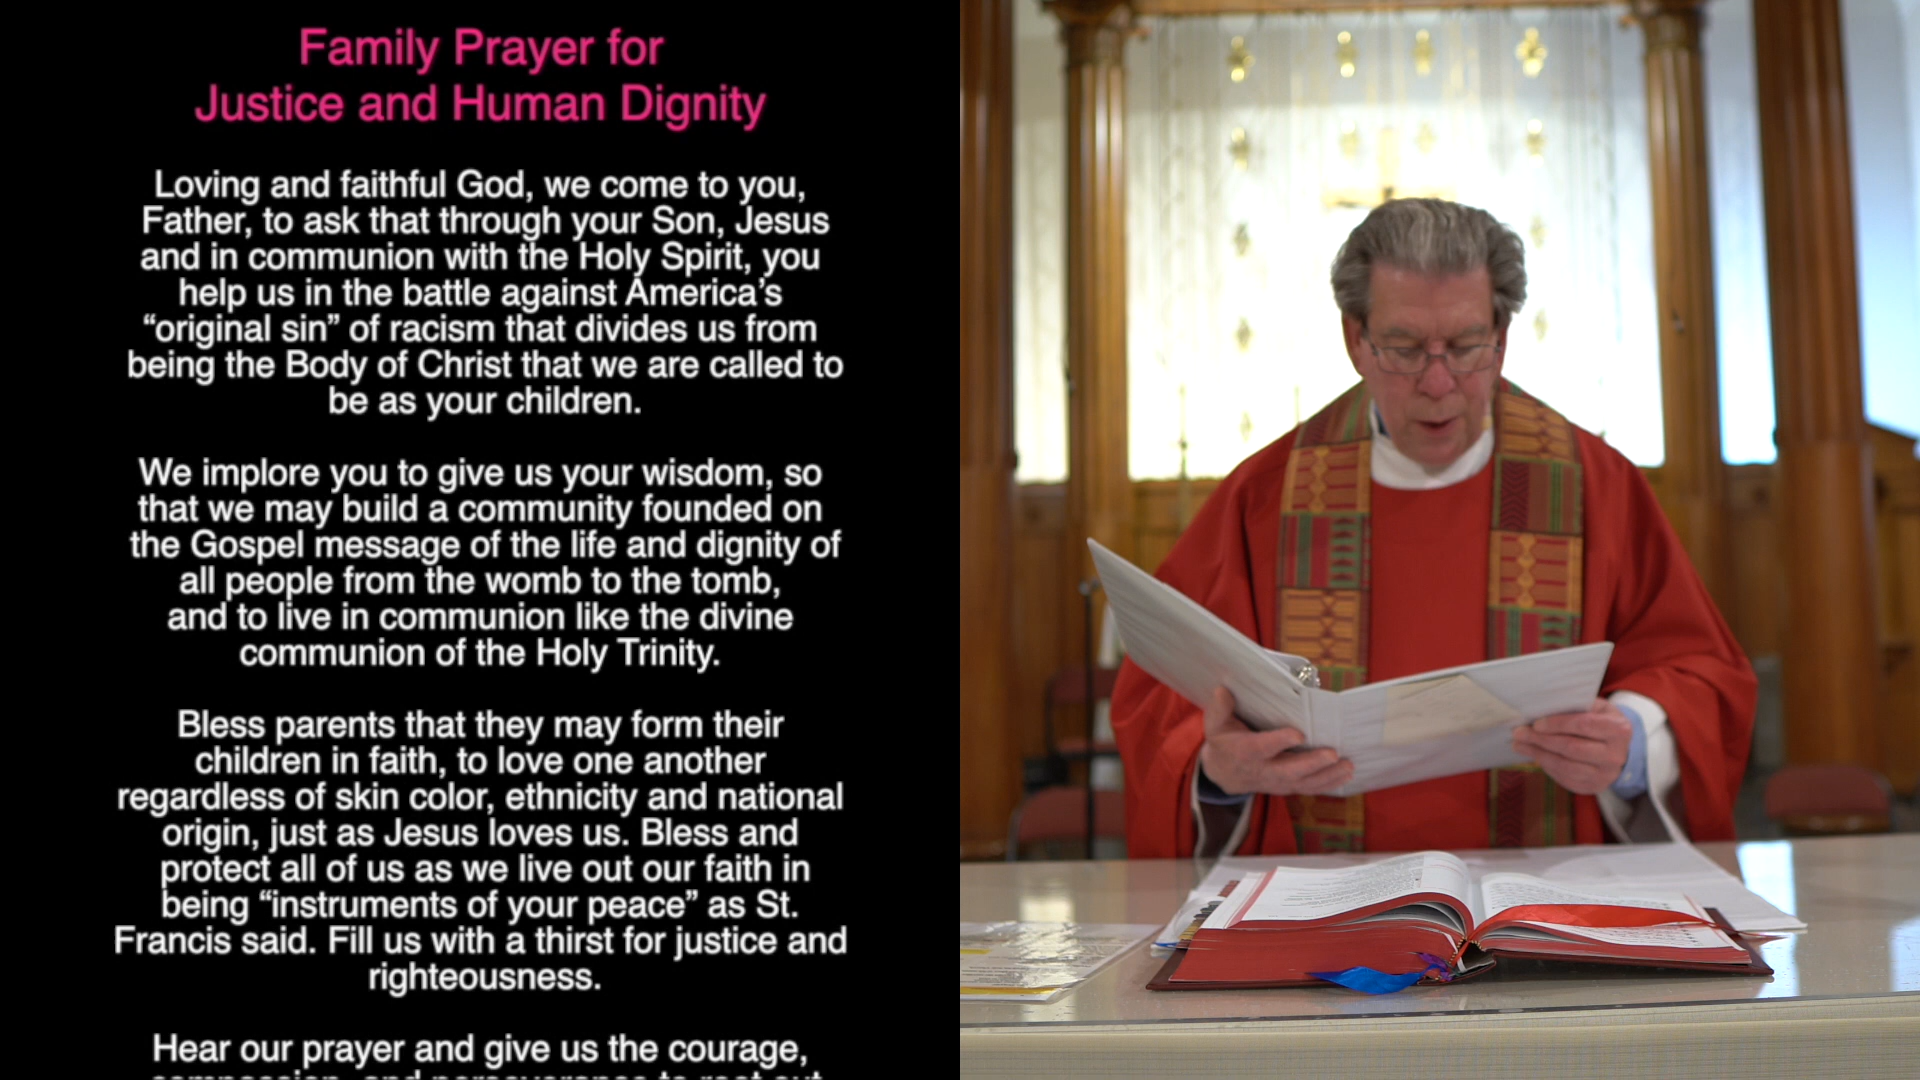 Family Prayer for
Justice and Human Dignity
Loving and faithful God, we come to you,
Father, to ask that through your Son, Jesus
and in communion with the Holy Spirit, you
help us in the battle against America’s
“original sin” of racism that divides us from
being the Body of Christ that we are called to
be as your children.
We implore you to give us your wisdom, so
that we may build a community founded on
the Gospel message of the life and dignity of
all people from the womb to the tomb,
and to live in communion like the divine
communion of the Holy Trinity.
Bless parents that they may form their
children in faith, to love one another
regardless of skin color, ethnicity and national
origin, just as Jesus loves us. Bless and
protect all of us as we live out our faith in
being “instruments of your peace” as St.
Francis said. Fill us with a thirst for justice and
righteousness.
Hear our prayer and give us the courage,
compassion, and perseverance to root out